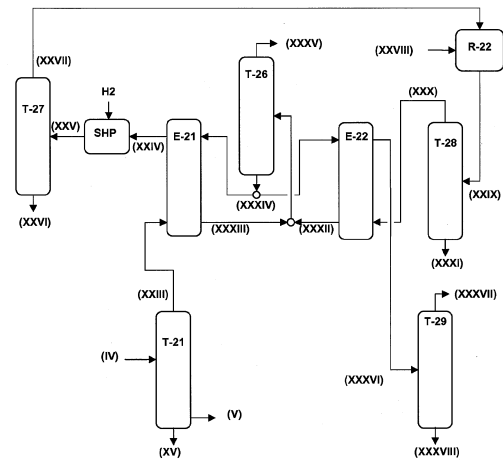 (XXVII)
(XXXV)
(XXVIII)
R-22
T-26
(XXX)
H2
T-27
(XXV)
SHP
(XXIV)
E-21
E-22
T-28
(XXIX)
(XXXIV)
(XXVI)
(XXXIII)
(XXXII)
(XXXI)
(XXIII)
(XXXVII)
T-21
T-29
(IV)
(XXXVI)
(V)
(XV)
(XXXVIII)